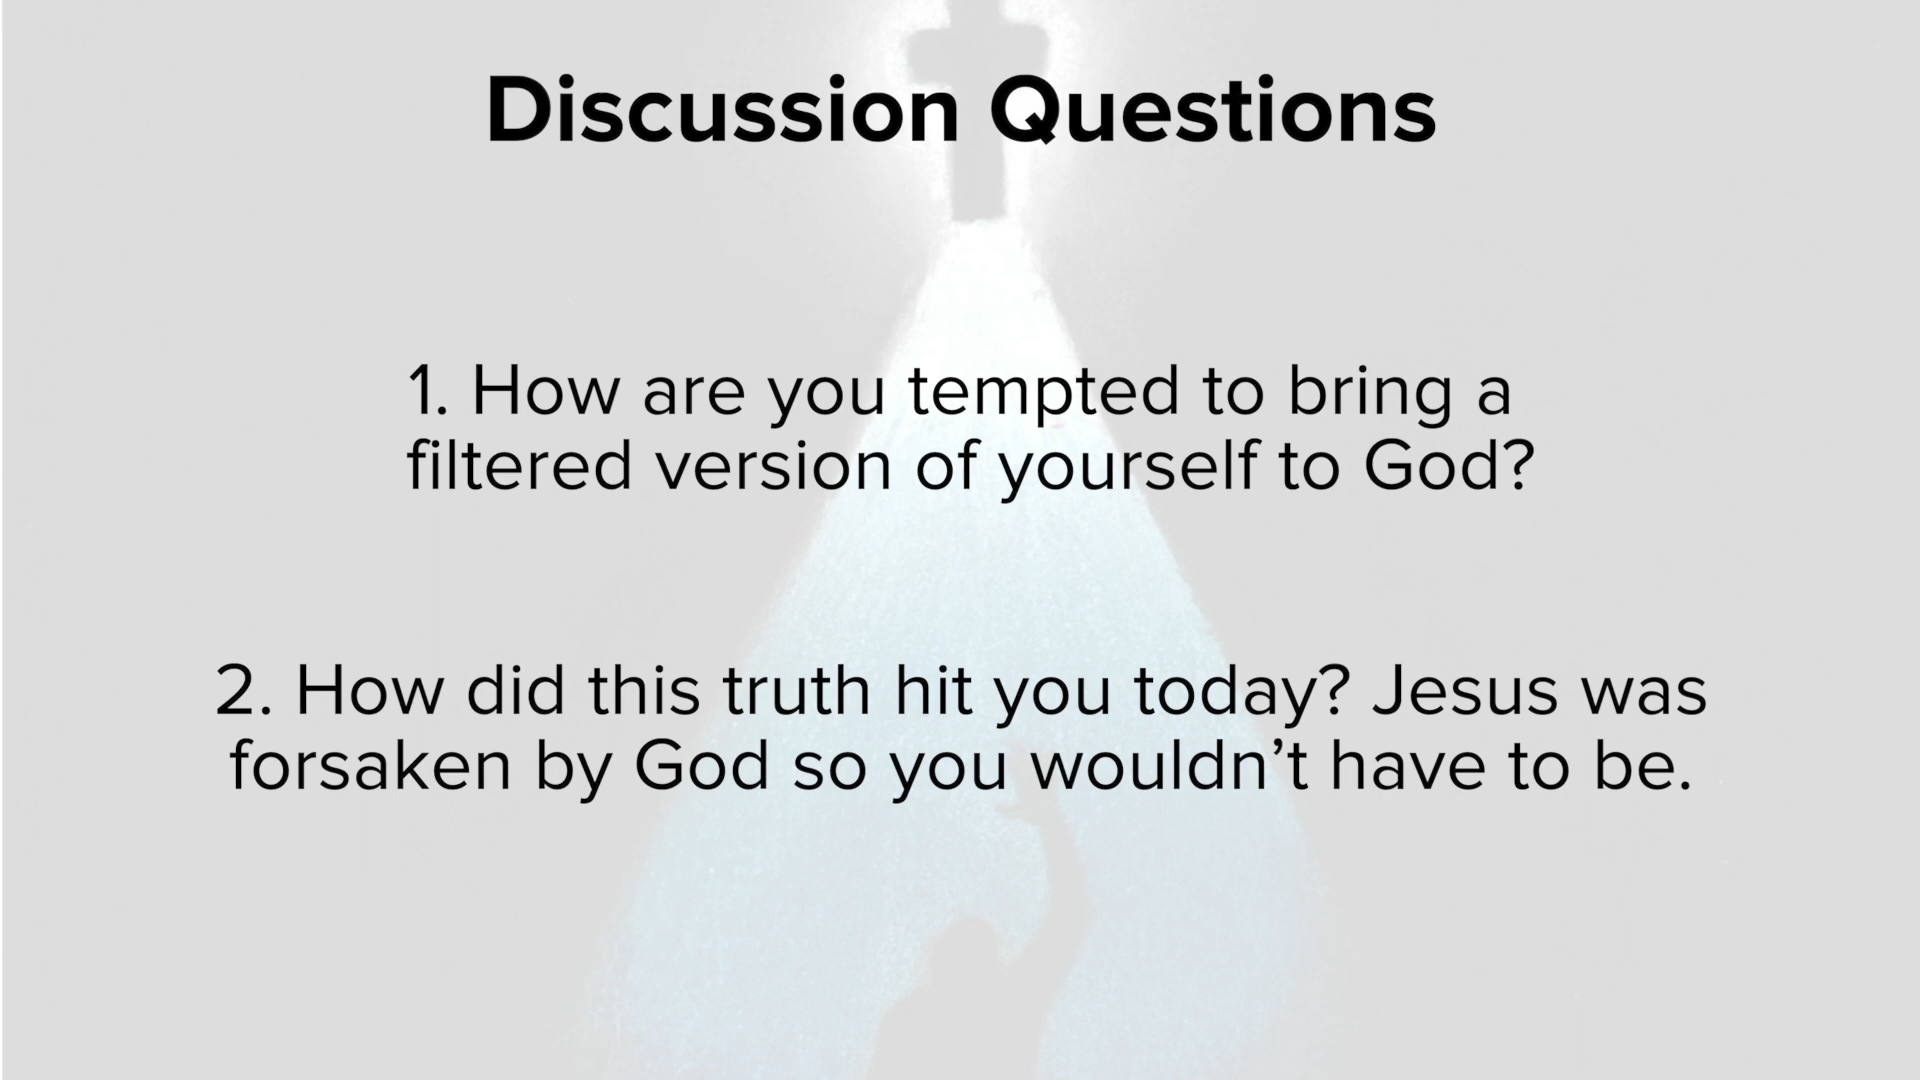 Discussion Questions
1. How are you tempted to bring a
filtered version of yourself to God?
2. How did this truth hit you today? Jesus was
forsaken by God so you wouldn’t have to be.